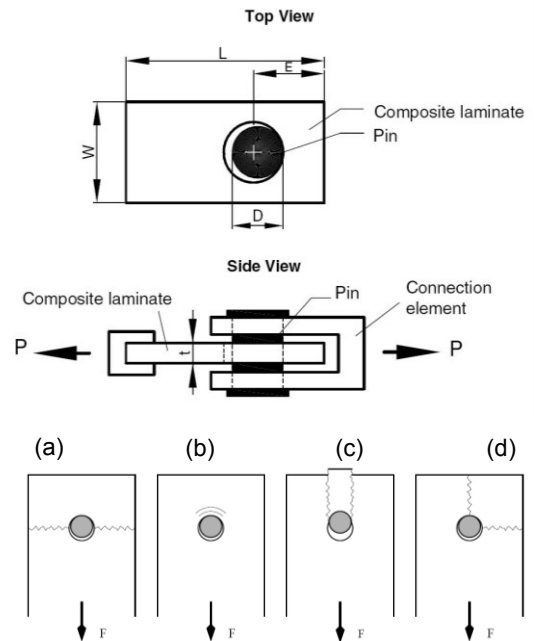 Top View
L
E
Composite laminate
Pin
W
D
Side View
Composite laminate
Pin
Connection
element
P
t
P
(a) (b) (c) (d)
F F F F